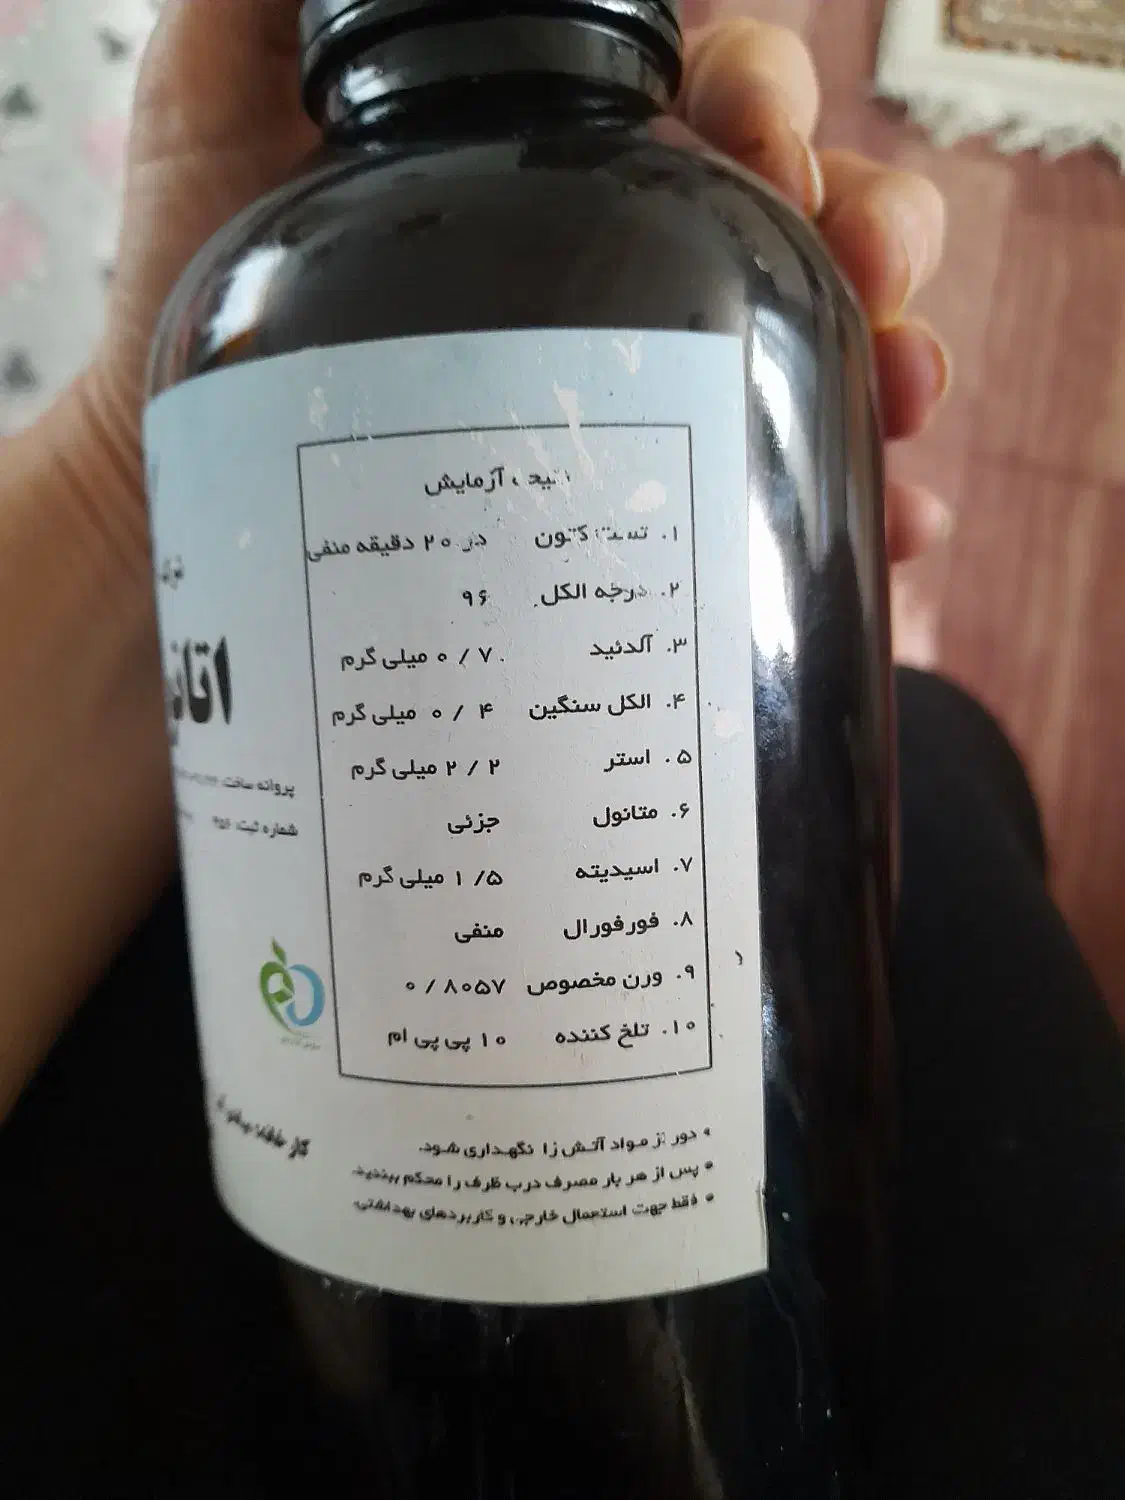 آزمایش
۱. تست کتون در ۲۰ دقیقه منفی
۲. درجه الکل ۹۶
۳. آلدئید ۰/۷ میلی گرم
۴. الکل سنگین ۰/۴ میلی گرم
۵. استر ۲/۲ میلی گرم
۶. متانول جزئی
۷. اسیدیته ۱/۵ میلی گرم
۸. فورفورال منفی
۹. ورن مخصوص ۰/۸۰۵۷
۱۰. تلخ کننده ۱۰ پی پی ام
• دور از مواد آتش زا نگهداری شود.
• پس از هر بار مصرف درب ظرف را محکم ببندید.
• فقط جهت استعمال خارجی و کاربردهای بهداشتی
پروانه ساخت:
شماره ثبت: ۹۵۶